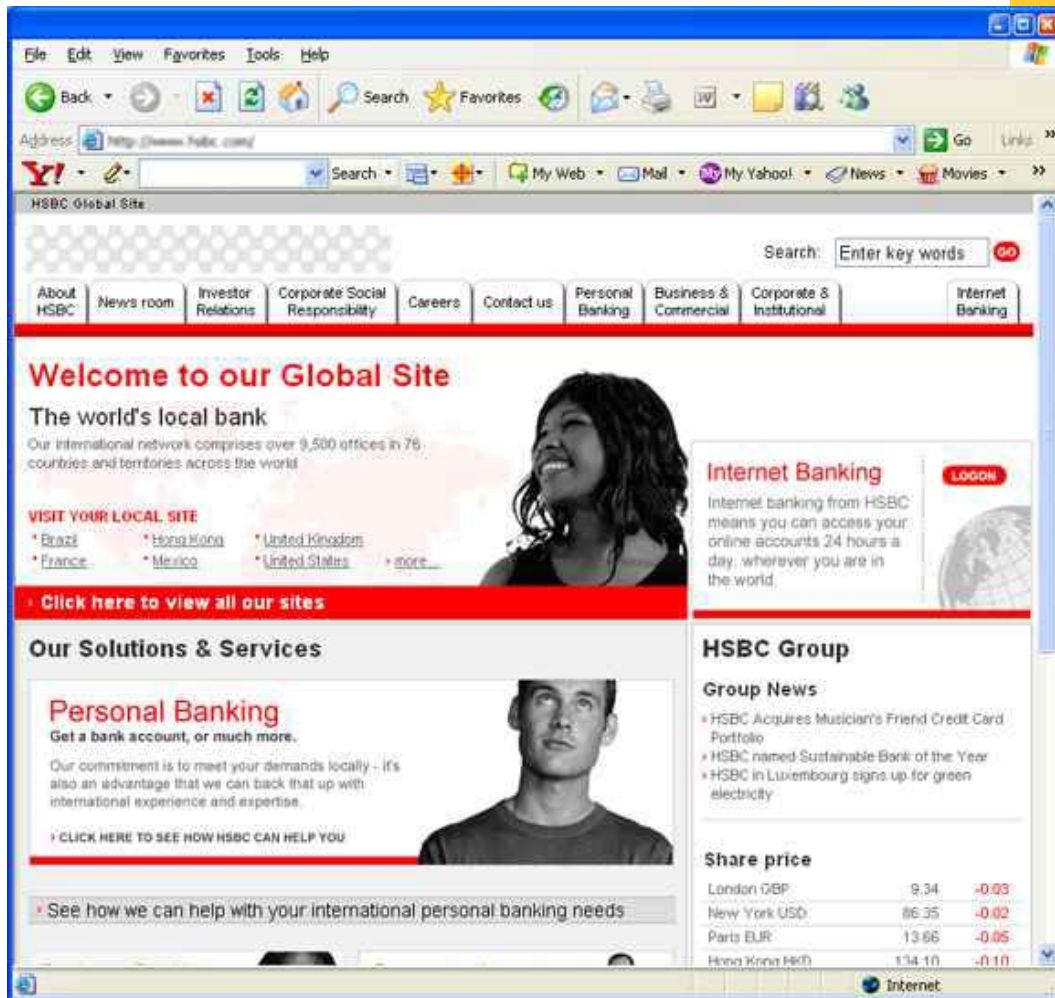 File Edit View Favorites Tools Help
Back Search Favorites
Address Go Links »
Y! Search My Web Mail My Yahoo! News Movies »
HSBC Global Site
Search: Enter key words GO
About HSBC
News room
Investor Relations
Corporate Social Responsibility
Careers
Contact us
Personal Banking
Business & Commercial
Corporate & Institutional
Internet Banking
Welcome to our Global Site
The world's local bank
Our international network comprises over 9,500 offices in 76
countries and territories across the world
VISIT YOUR LOCAL SITE
Brazil Hong Kong United Kingdom
France Mexico United States more...
Click here to view all our sites
Internet Banking
LOGON
Internet banking from HSBC
means you can access your
online accounts 24 hours a
day, wherever you are in
the world.
Our Solutions & Services
Personal Banking
Get a bank account, or much more.
Our commitment is to meet your demands locally - it's
also an advantage that we can back that up with
international experience and expertise.
CLICK HERE TO SEE HOW HSBC CAN HELP YOU
See how we can help with your international personal banking needs
HSBC Group
Group News
HSBC Acquires Musician's Friend Credit Card
Portfolio
HSBC named Sustainable Bank of the Year
HSBC in Luxembourg signs up for green
electricity
Share price
London GBP 9.34 -0.03
New York USD 86.35 -0.02
Paris EUR 13.66 -0.05
Hong Kong HKD 134.10 -0.10
Internet